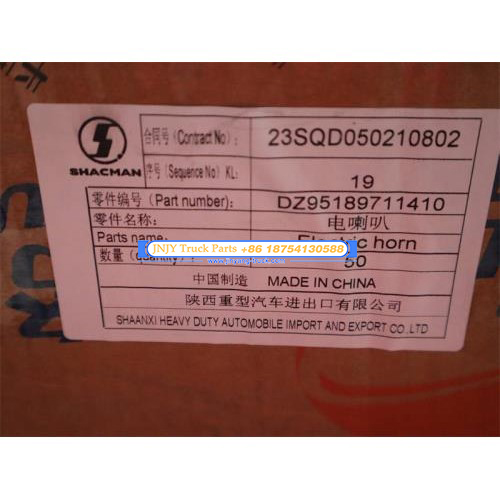 SHACMAN
合同号(Contract No): 23SQD050210802
序号(Sequence No) KL: 19
零件编号(Part number): DZ95189711410
零件名称: 电喇叭
Parts name: Electric horn
JNJY Truck Parts +86 18754130588
数量(quantity): 50
中国制造 MADE IN CHINA
陕西重型汽车进出口有限公司
SHAANXI HEAVY DUTY AUTOMOBILE IMPORT AND EXPORT CO.,LTD